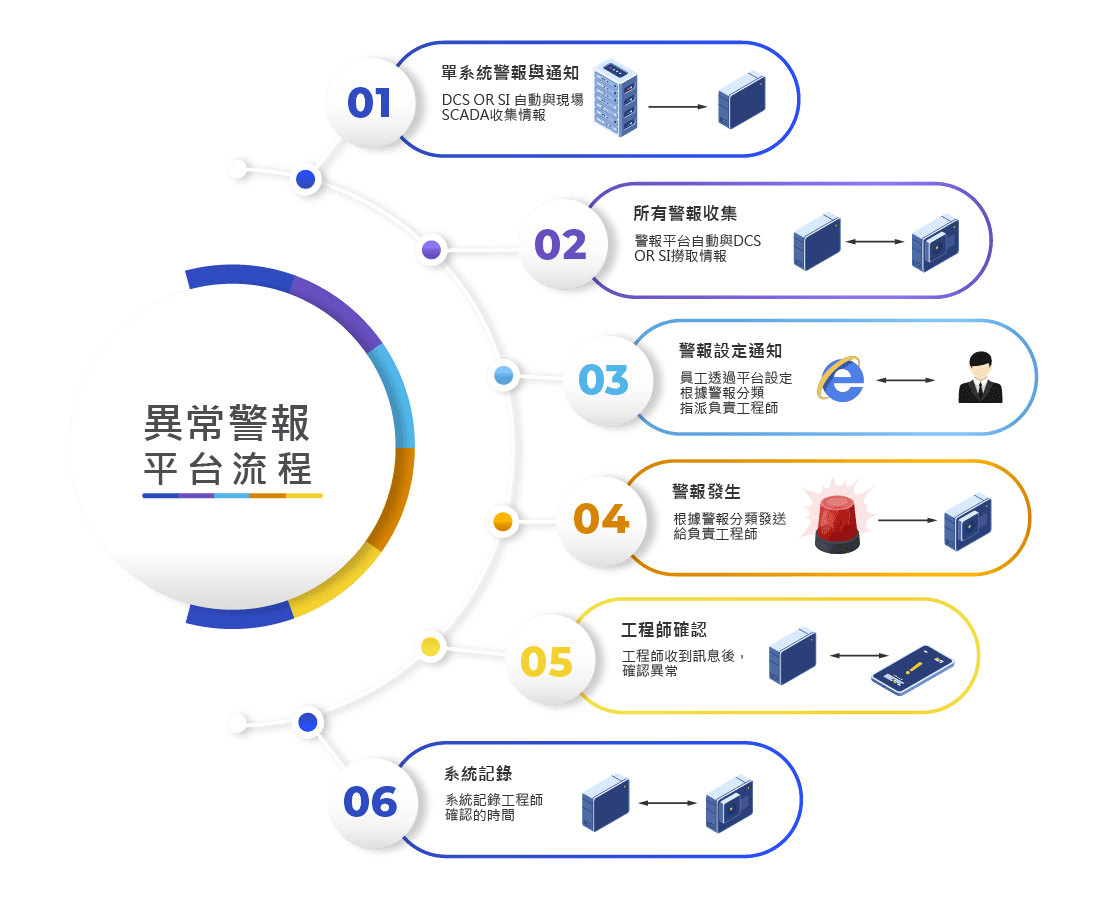 異常警報
平台流程
01
單系統警報與通知
DCS OR SI 自動與現場
SCADA收集情報
02
所有警報收集
警報平台自動與DCS
OR SI撈取情報
03
警報設定通知
員工透過平台設定
根據警報分類
指派負責工程師
04
警報發生
根據警報分類發送
給負責工程師
05
工程師確認
工程師收到訊息後，
確認異常
06
系統記錄
系統記錄工程師
確認的時間